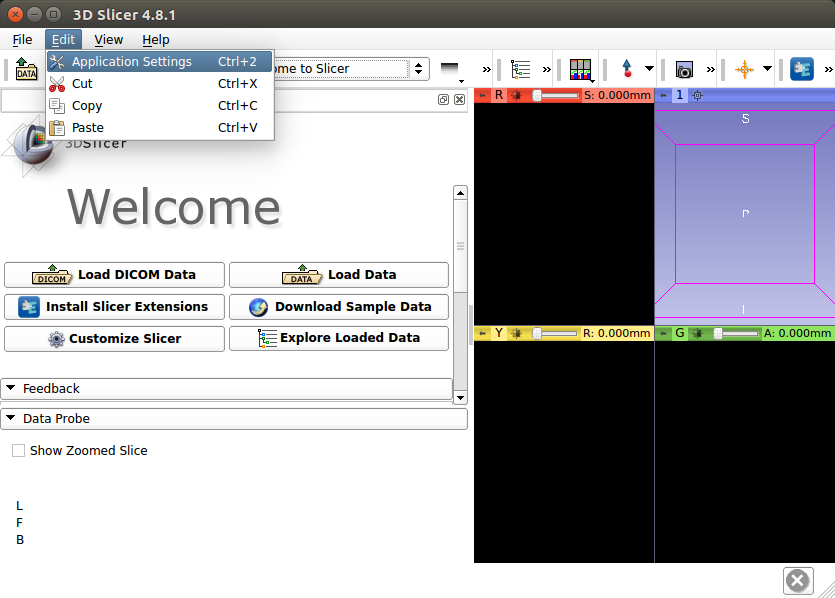 3D Slicer 4.8.1
File Edit View Help
Application Settings Ctrl+2
Cut Ctrl+X
Copy Ctrl+C
Paste Ctrl+V
DATA
ome to Slicer
3DSlicer
Welcome
DICOM Load DICOM Data
DATA Load Data
Install Slicer Extensions
Download Sample Data
Customize Slicer
Explore Loaded Data
Feedback
Data Probe
Show Zoomed Slice
L
F
B
R S: 0.000mm
1
S
P
I
Y R: 0.000mm
G A: 0.000mm